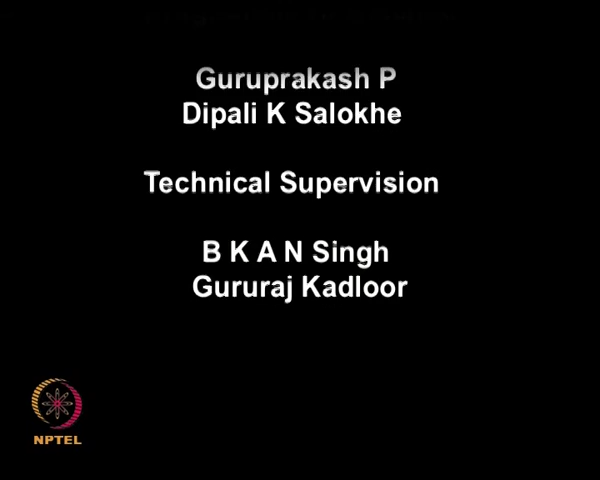 Guruprakash P
Dipali K Salokhe
Technical Supervision
B K A N Singh
Gururaj Kadloor
NPTEL